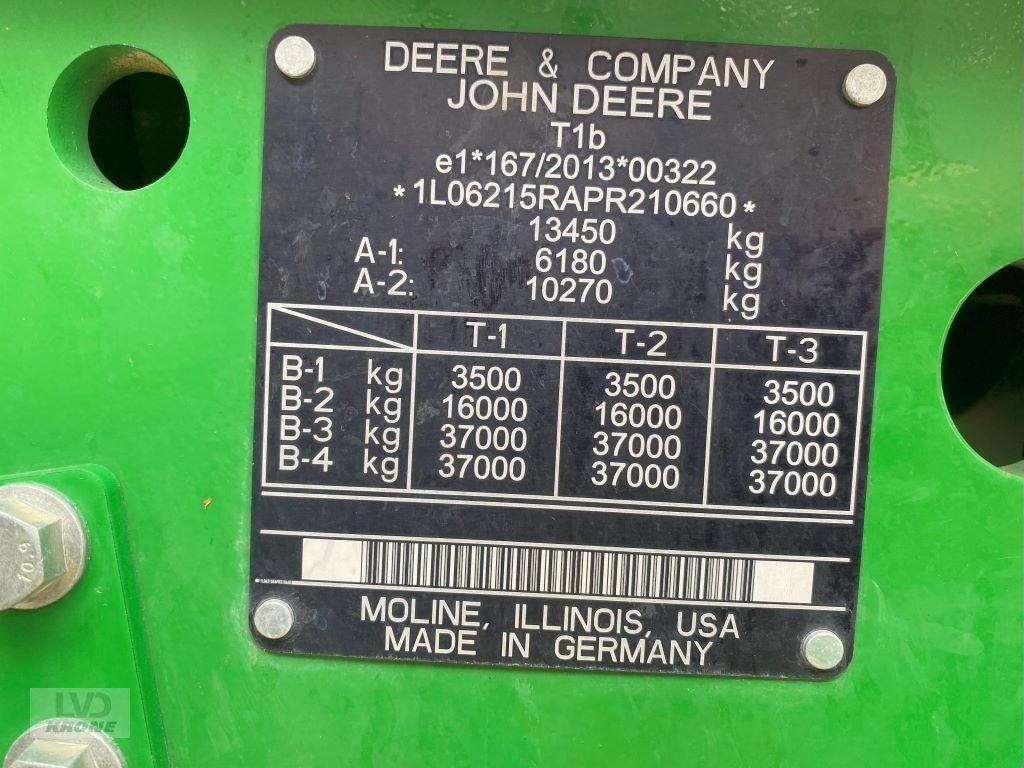 DEERE & COMPANY
JOHN DEERE
T1b
e1*167/2013*00322
*1L06215RAPR210660*
13450 kg
A-1: 6180 kg
A-2: 10270 kg
T-1 T-2 T-3
B-1 kg 3500 3500 3500
B-2 kg 16000 16000 16000
B-3 kg 37000 37000 37000
B-4 kg 37000 37000 37000
MOLINE, ILLINOIS, USA
MADE IN GERMANY
10.9
LVD
KRONE